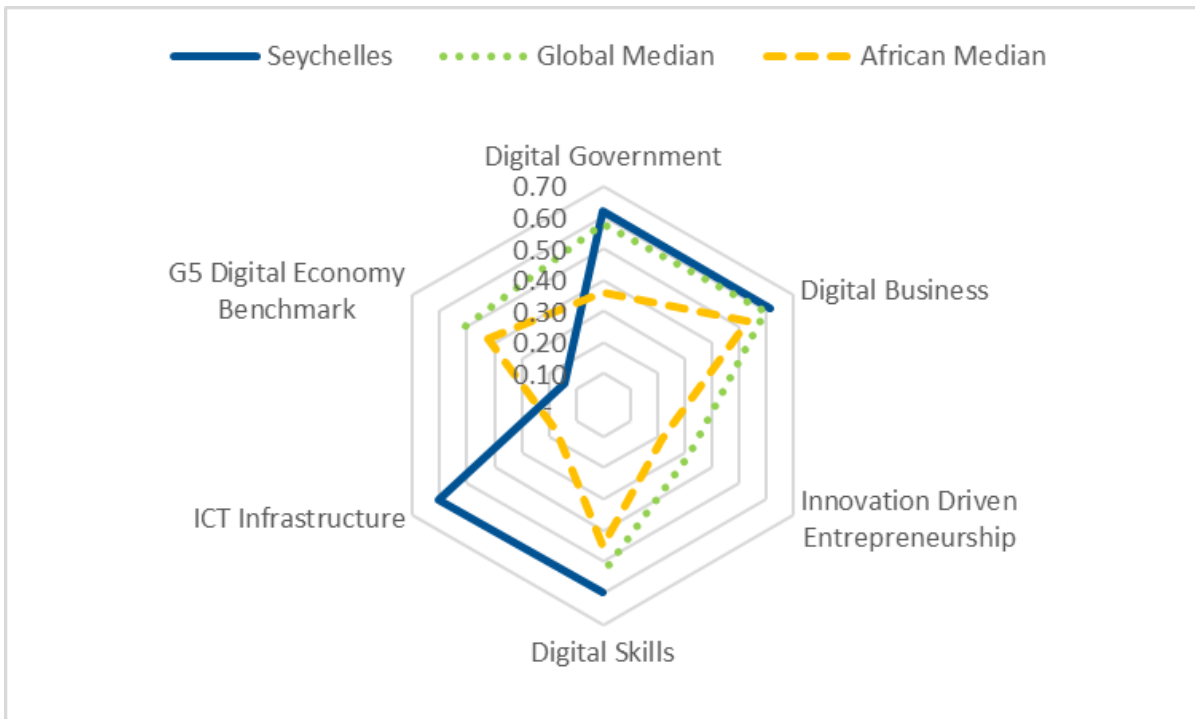 Seychelles
Global Median
African Median
Digital Government
0.70
0.60
0.50
0.40
0.30
0.20
0.10
-
G5 Digital Economy
Benchmark
Digital Business
ICT Infrastructure
Innovation Driven
Entrepreneurship
Digital Skills